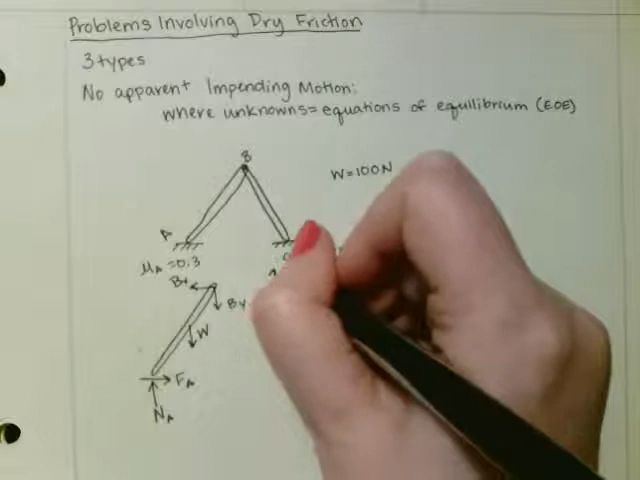 Problems Involving Dry Friction
3 types
No apparent Impending Motion:
where unknowns = equations of equilibrium (EOE)
B
W=100N
A
C
μA = 0.3
Bx
By
W
FA
NA